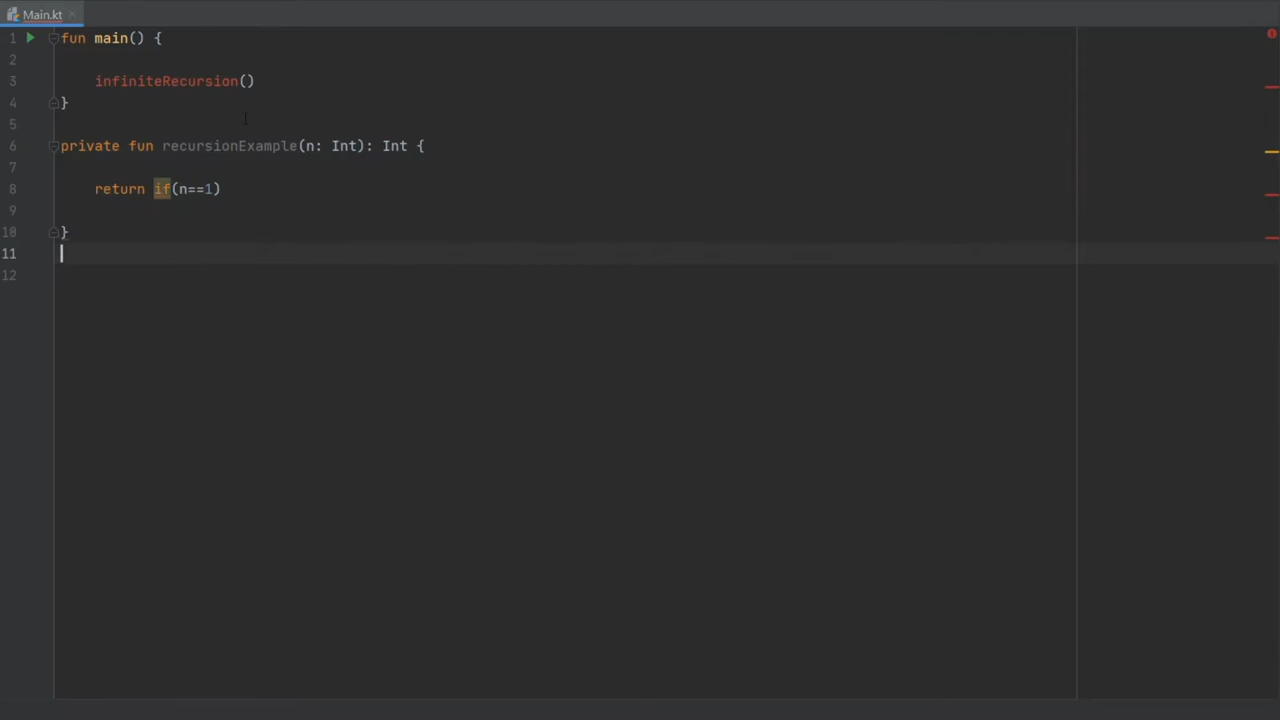 Main.kt
1 fun main() {
2
3 infiniteRecursion()
4 }
5
6 private fun recursionExample(n: Int): Int {
7
8 return if(n==1)
9
10 }
11
12